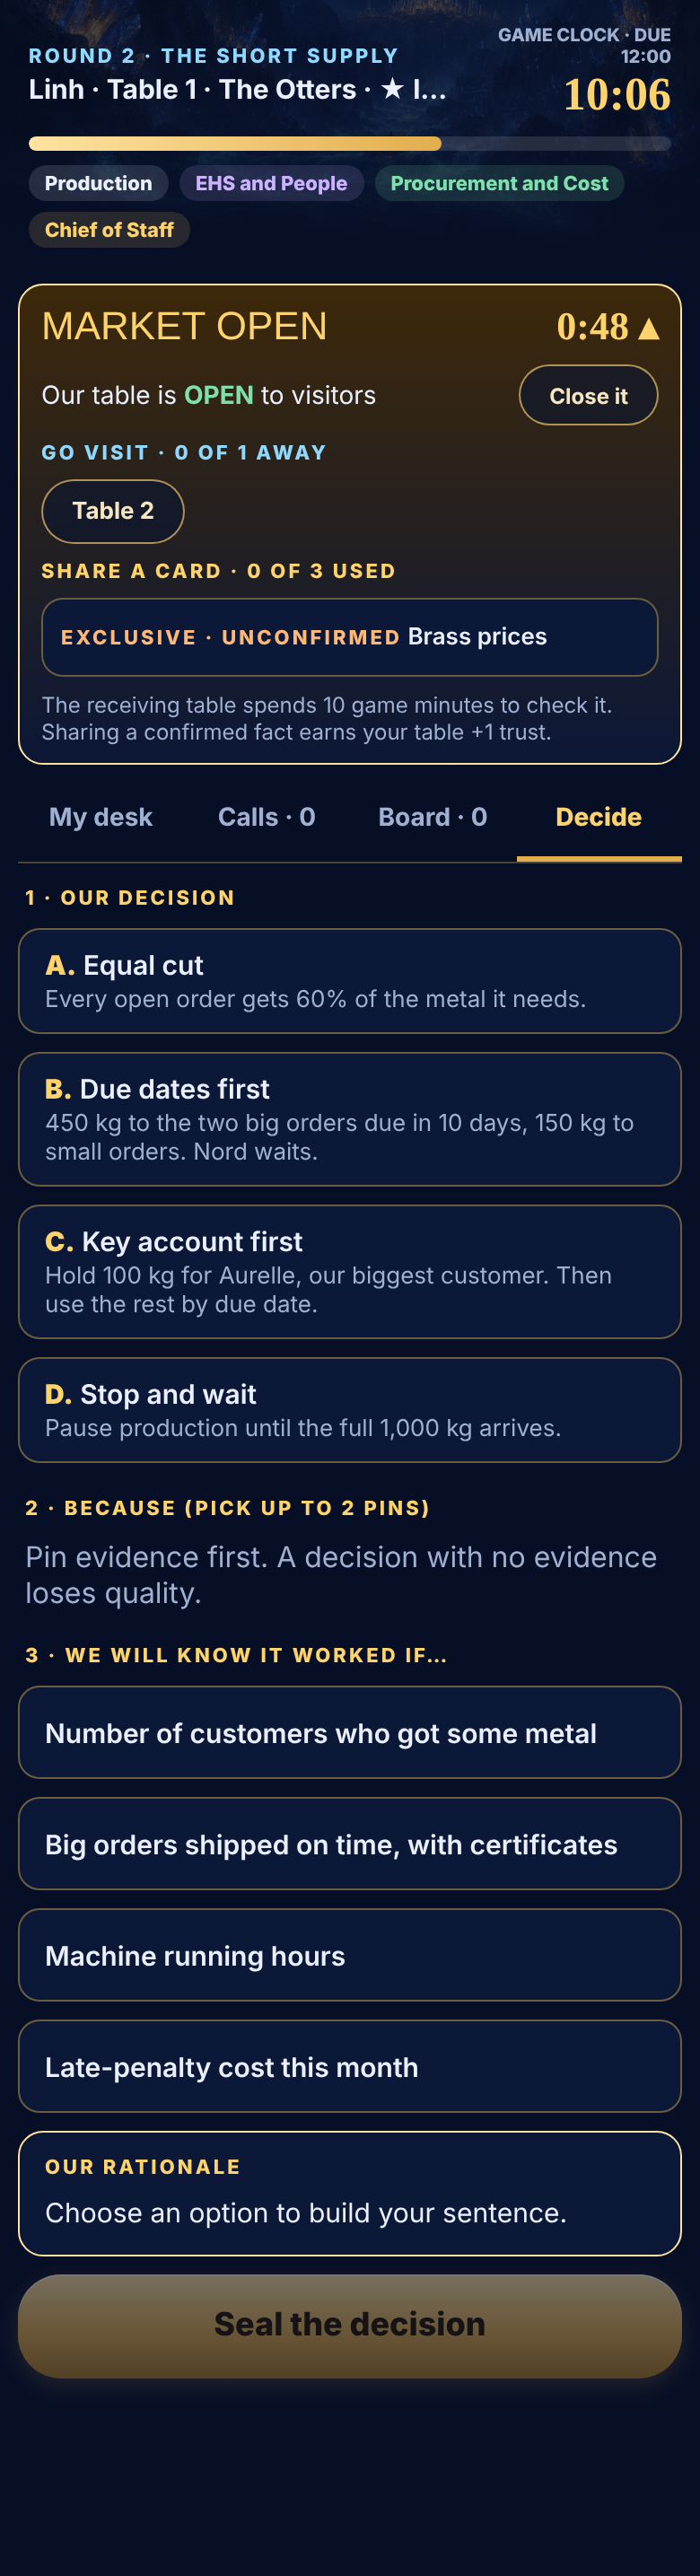 GAME CLOCK · DUE
12:00
ROUND 2 · THE SHORT SUPPLY
Linh · Table 1 · The Otters · ★ I…
10:06
Production
EHS and People
Procurement and Cost
Chief of Staff
MARKET OPEN
0:48 ▲
Our table is OPEN to visitors
Close it
GO VISIT · 0 OF 1 AWAY
Table 2
SHARE A CARD · 0 OF 3 USED
EXCLUSIVE · UNCONFIRMED Brass prices
The receiving table spends 10 game minutes to check it.
Sharing a confirmed fact earns your table +1 trust.
My desk
Calls · 0
Board · 0
Decide
1 · OUR DECISION
A. Equal cut
Every open order gets 60% of the metal it needs.
B. Due dates first
450 kg to the two big orders due in 10 days, 150 kg to
small orders. Nord waits.
C. Key account first
Hold 100 kg for Aurelle, our biggest customer. Then
use the rest by due date.
D. Stop and wait
Pause production until the full 1,000 kg arrives.
2 · BECAUSE (PICK UP TO 2 PINS)
Pin evidence first. A decision with no evidence
loses quality.
3 · WE WILL KNOW IT WORKED IF…
Number of customers who got some metal
Big orders shipped on time, with certificates
Machine running hours
Late-penalty cost this month
OUR RATIONALE
Choose an option to build your sentence.
Seal the decision